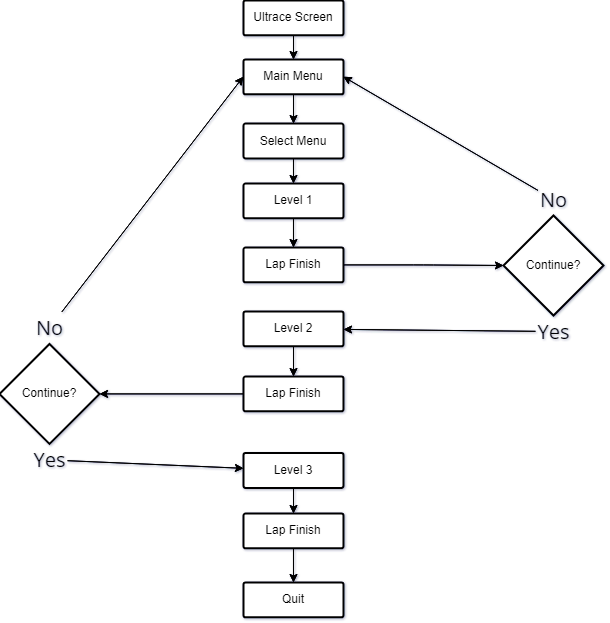 Ultrace Screen
Main Menu
Select Menu
Level 1
No
Lap Finish
Continue?
Level 2
Yes
No
Continue?
Lap Finish
Yes
Level 3
Lap Finish
Quit